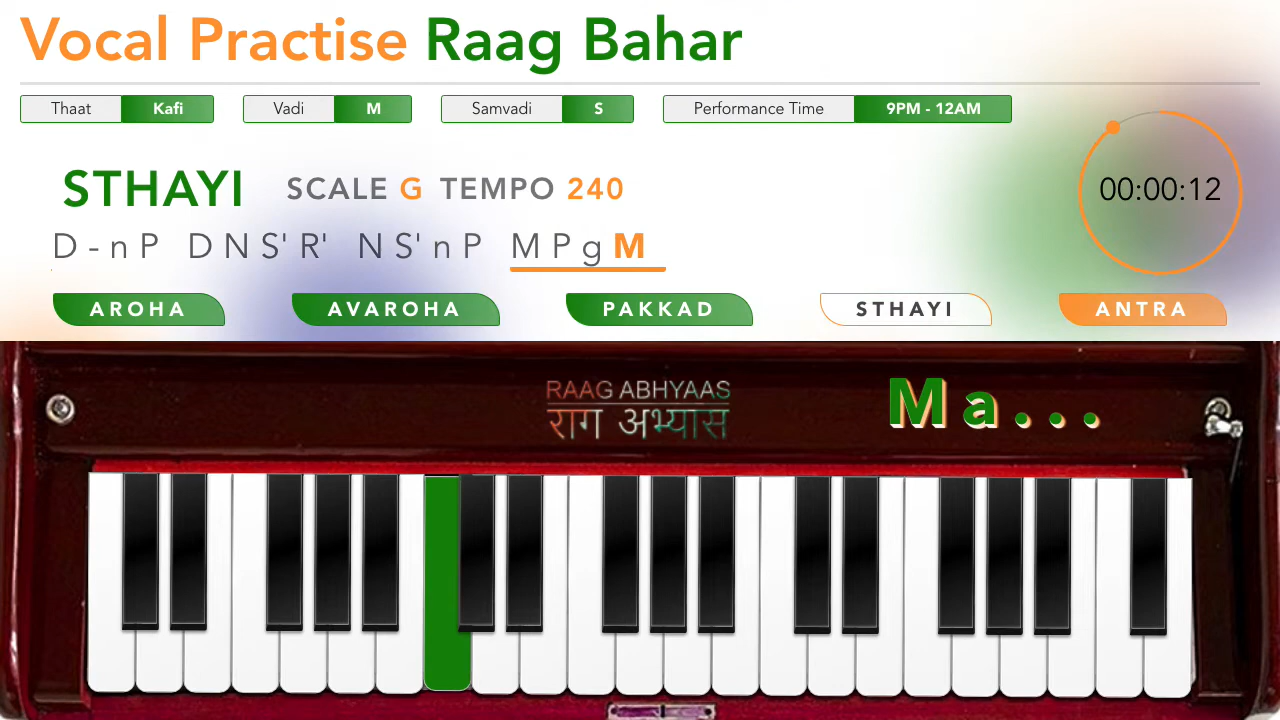 Vocal Practise Raag Bahar
Thaat Kafi Vadi M Samvadi S Performance Time 9PM - 12AM
STHAYI SCALE G TEMPO 240
00:00:12
D - n P D N S' R' N S' n P M P g M
AROHA AVAROHA PAKKAD STHAYI ANTRA
RAAG ABHYAAS
राग अभ्यास
Ma...